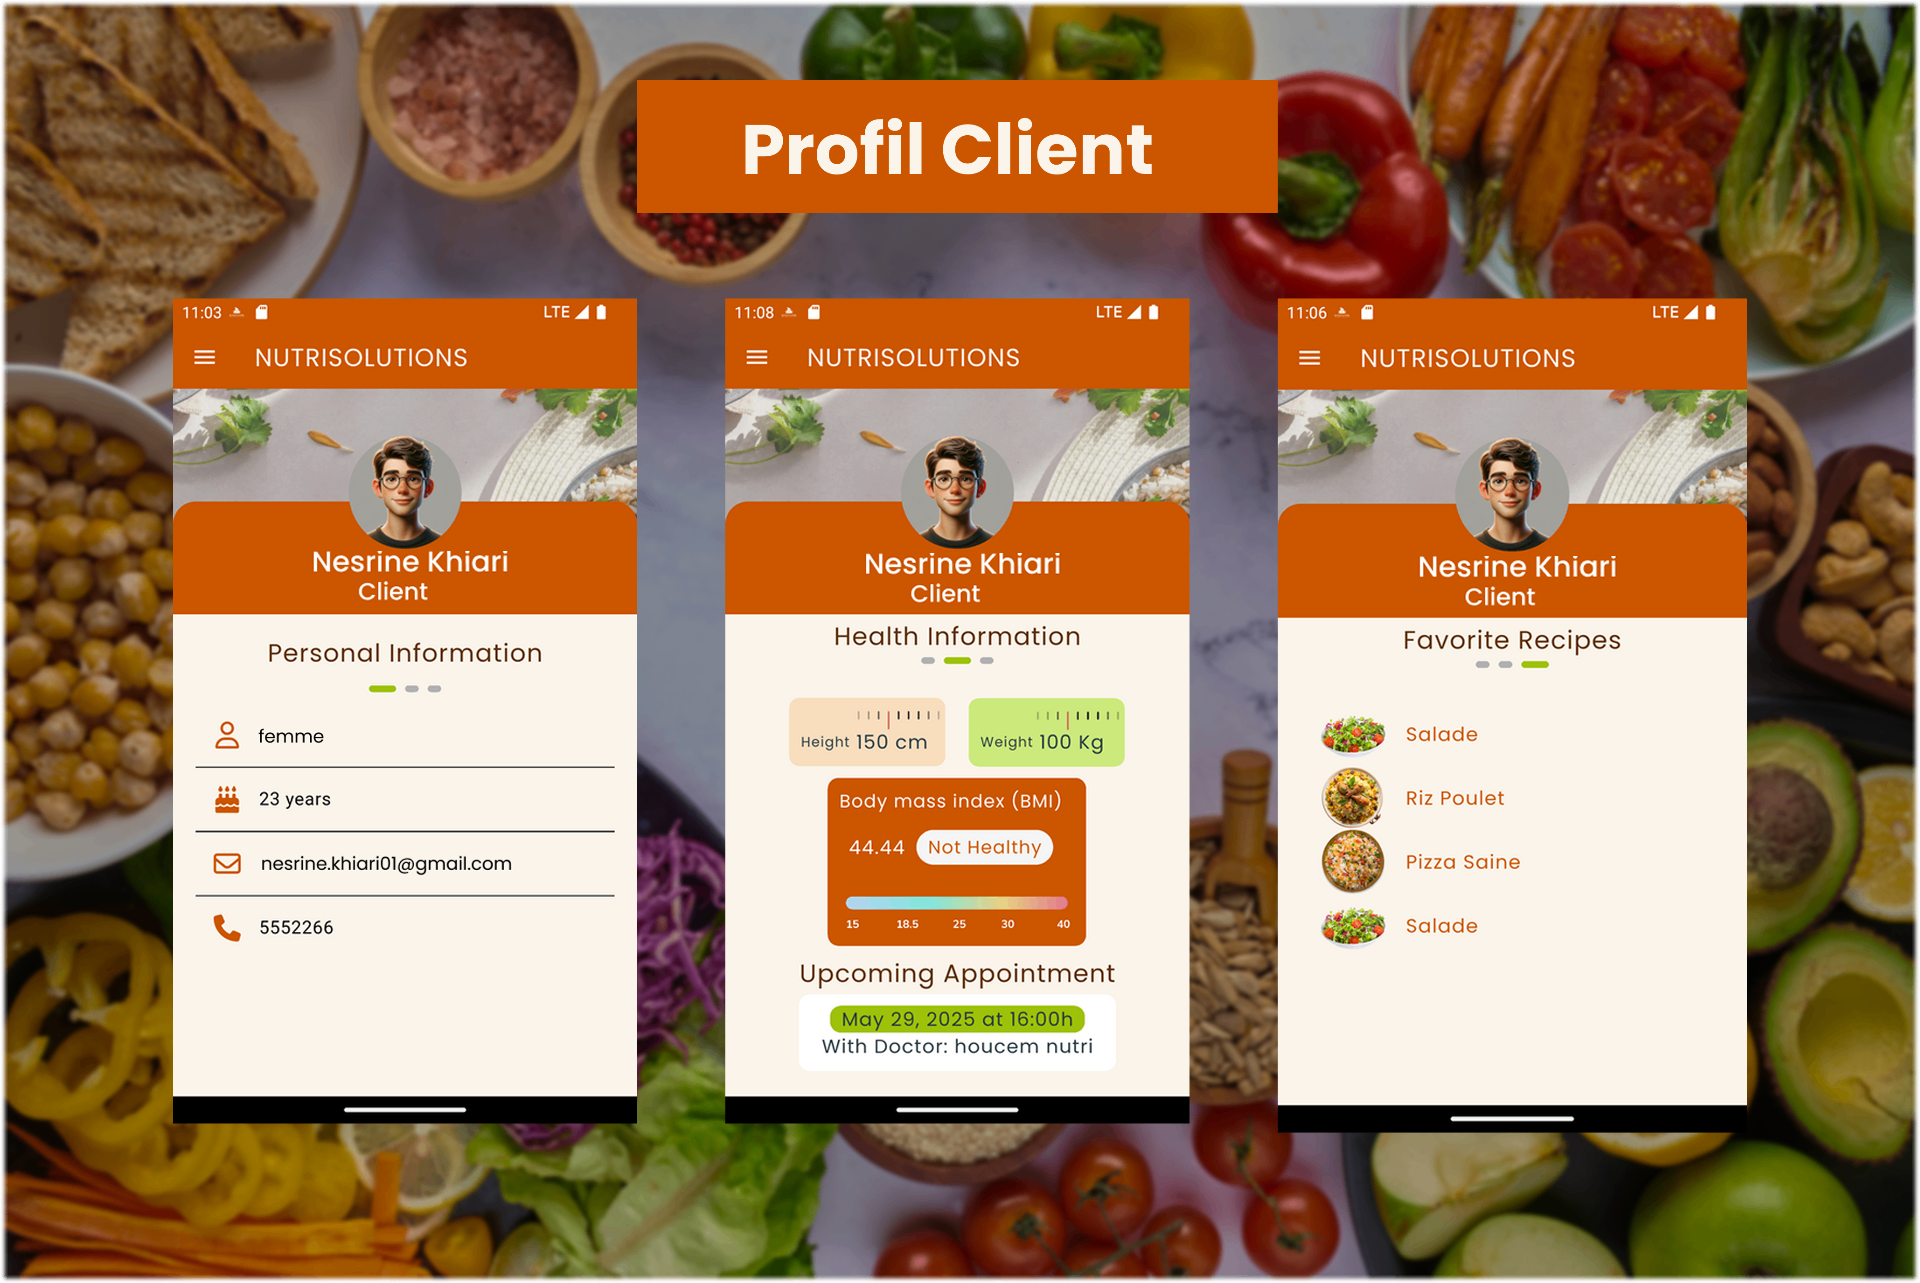 Profil Client
11:03
LTE
NUTRISOLUTIONS
Nesrine Khiari
Client
Personal Information
femme
23 years
nesrine.khiari01@gmail.com
5552266
11:08
LTE
NUTRISOLUTIONS
Nesrine Khiari
Client
Health Information
Height 150 cm
Weight 100 Kg
Body mass index (BMI)
44.44 Not Healthy
15 18.5 25 30 40
Upcoming Appointment
May 29, 2025 at 16:00h
With Doctor: houcem nutri
11:06
LTE
NUTRISOLUTIONS
Nesrine Khiari
Client
Favorite Recipes
Salade
Riz Poulet
Pizza Saine
Salade